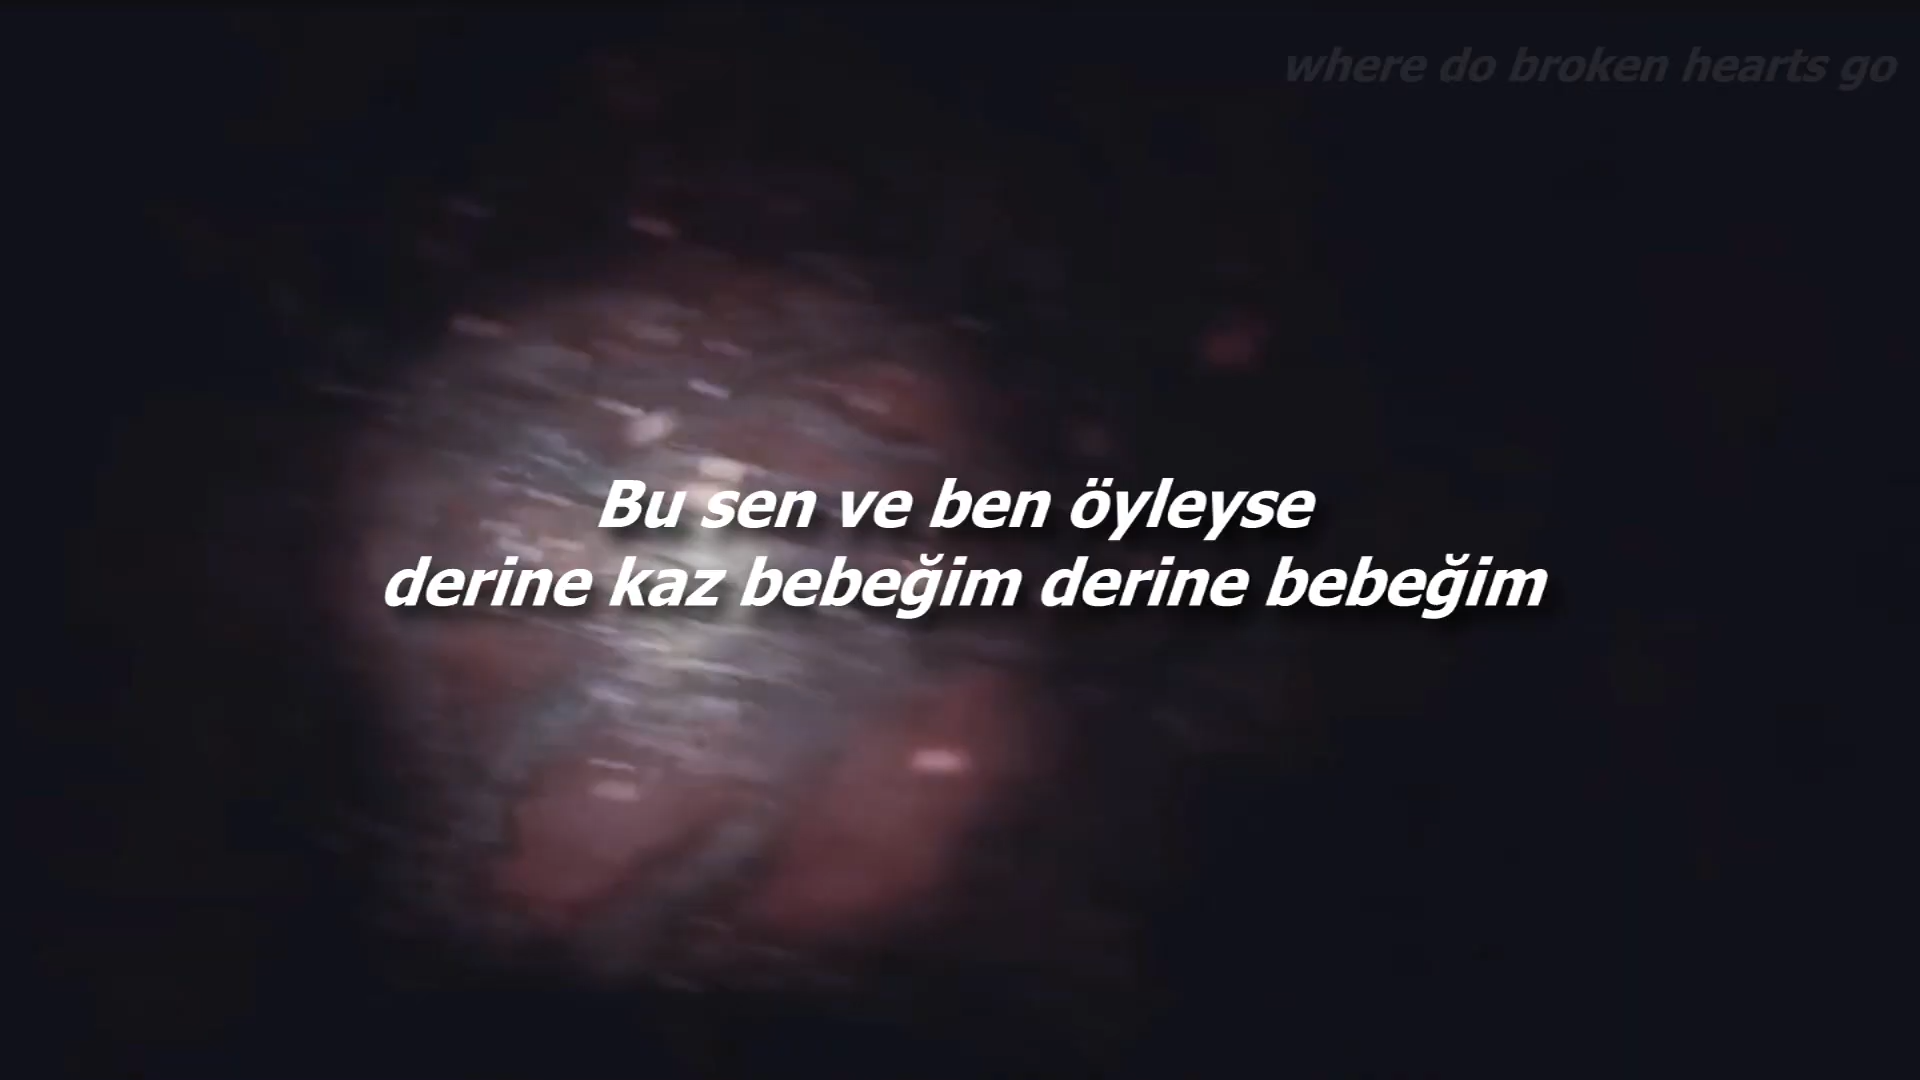 where do broken hearts go
Bu sen ve ben öyleyse
derine kaz bebeğim derine bebeğim